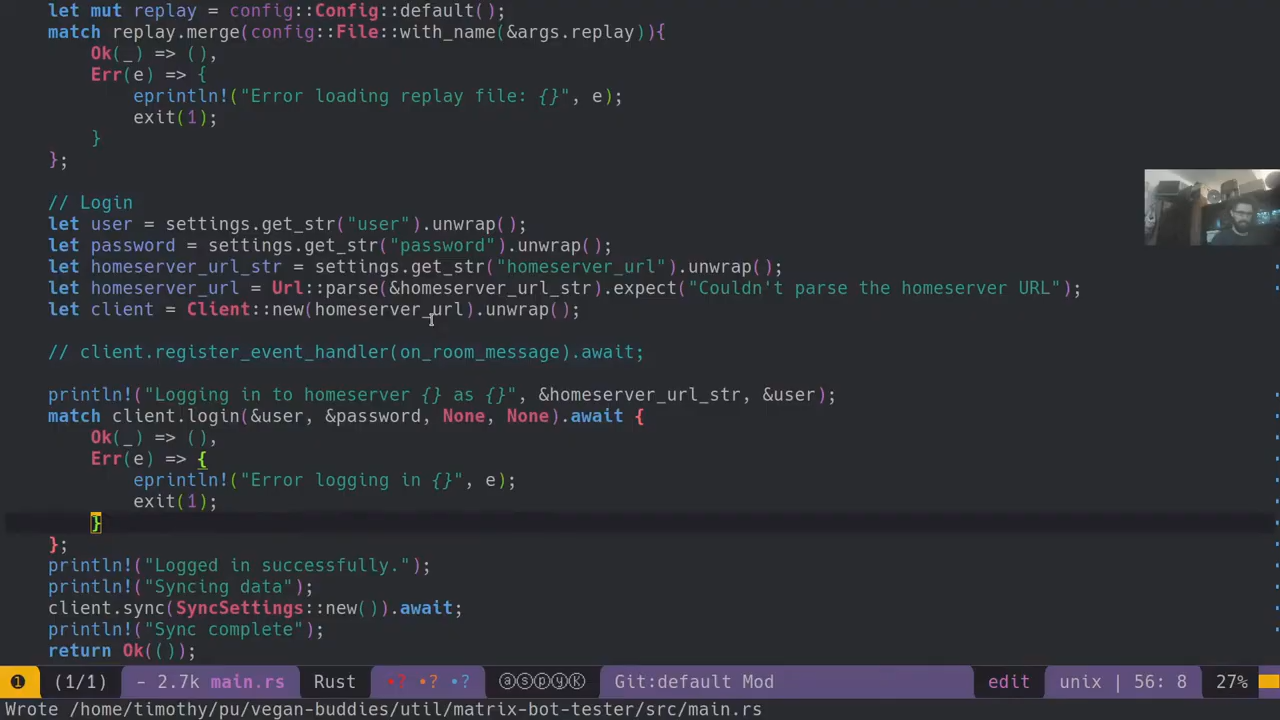 let mut replay = config::Config::default();
match replay.merge(config::File::with_name(&args.replay)){
Ok(_) => (),
Err(e) => {
eprintln!("Error loading replay file: {}", e);
exit(1);
}
};
// Login
let user = settings.get_str("user").unwrap();
let password = settings.get_str("password").unwrap();
let homeserver_url_str = settings.get_str("homeserver_url").unwrap();
let homeserver_url = Url::parse(&homeserver_url_str).expect("Couldn't parse the homeserver URL");
let client = Client::new(homeserver_url).unwrap();
// client.register_event_handler(on_room_message).await;
println!("Logging in to homeserver {} as {}", &homeserver_url_str, &user);
match client.login(&user, &password, None, None).await {
Ok(_) => (),
Err(e) => {
eprintln!("Error logging in {}", e);
exit(1);
}
};
println!("Logged in successfully.");
println!("Syncing data");
client.sync(SyncSettings::new()).await;
println!("Sync complete");
return Ok(());
❶ (1/1) - 2.7k main.rs Rust •? •? •? ⓐⓢⓟⓨⓚ Git:default Mod edit unix | 56: 8 27%
Wrote /home/timothy/pu/vegan-buddies/util/matrix-bot-tester/src/main.rs